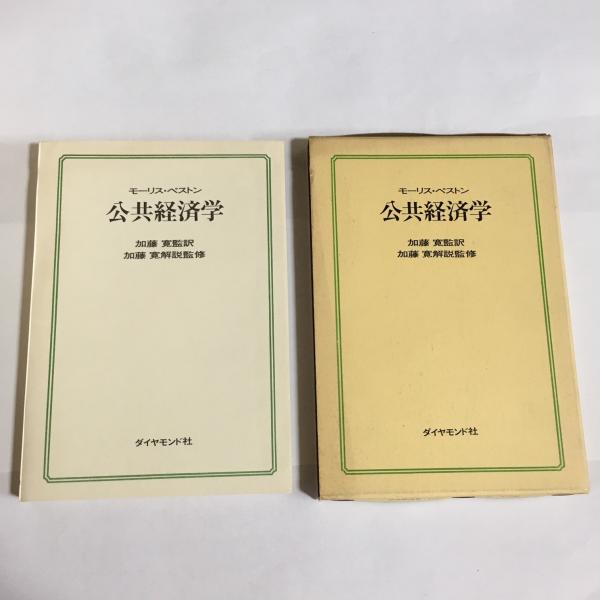 モーリス・ペストン
公共経済学
加藤 寛監訳
加藤 寛解説監修
ダイヤモンド社
モーリス・ペストン
公共経済学
加藤 寛監訳
加藤 寛解説監修
ダイヤモンド社